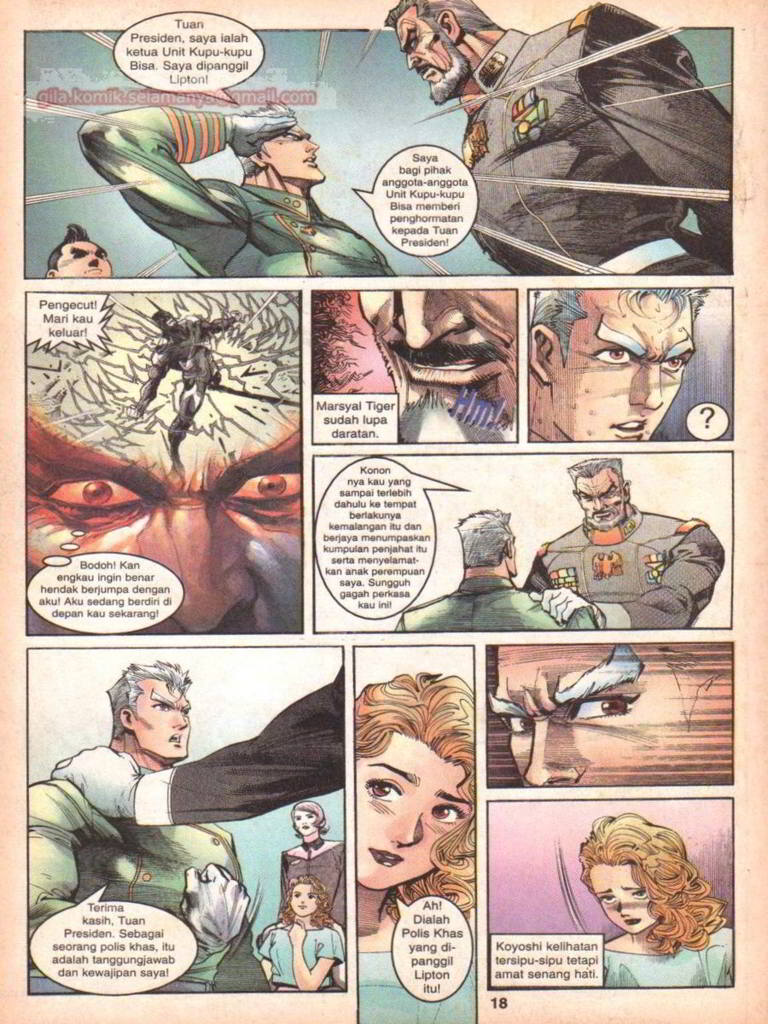 Tuan
Presiden, saya ialah
ketua Unit Kupu-kupu
Bisa. Saya dipanggil
Lipton!
gila.komik.selamanya@gmail.com
Saya
bagi pihak
anggota-anggota
Unit Kupu-kupu
Bisa memberi
penghormatan
kepada Tuan
Presiden!
Pengecut!
Mari kau
keluar!
Bodoh! Kan
engkau ingin benar
hendak berjumpa dengan
aku! Aku sedang berdiri di
depan kau sekarang!
Marsyal Tiger
sudah lupa
daratan.
Hm!
?
Konon
nya kau yang
sampai terlebih
dahulu ke tempat
berlakunya
kemalangan itu dan
berjaya menumpaskan
kumpulan penjahat itu
serta menyelamat-
kan anak perempuan
saya. Sungguh
gagah perkasa
kau ini!
Terima
kasih, Tuan
Presiden. Sebagai
seorang polis khas, itu
adalah tanggungjawab
dan kewajipan saya!
Ah!
Dialah
Polis Khas
yang di-
panggil
Lipton
itu!
Koyoshi kelihatan
tersipu-sipu tetapi
amat senang hati.
18